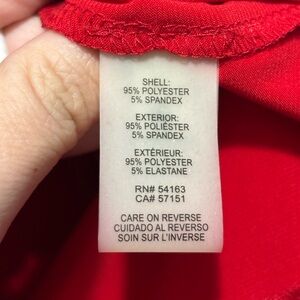 SHELL:
95% POLYESTER
5% SPANDEX
EXTERIOR:
95% POLIÉSTER
5% SPANDEX
EXTÉRIEUR:
95% POLYESTER
5% ELASTANE
RN# 54163
CA# 57151
CARE ON REVERSE
CUIDADO AL REVERSO
SOIN SUR L'INVERSE